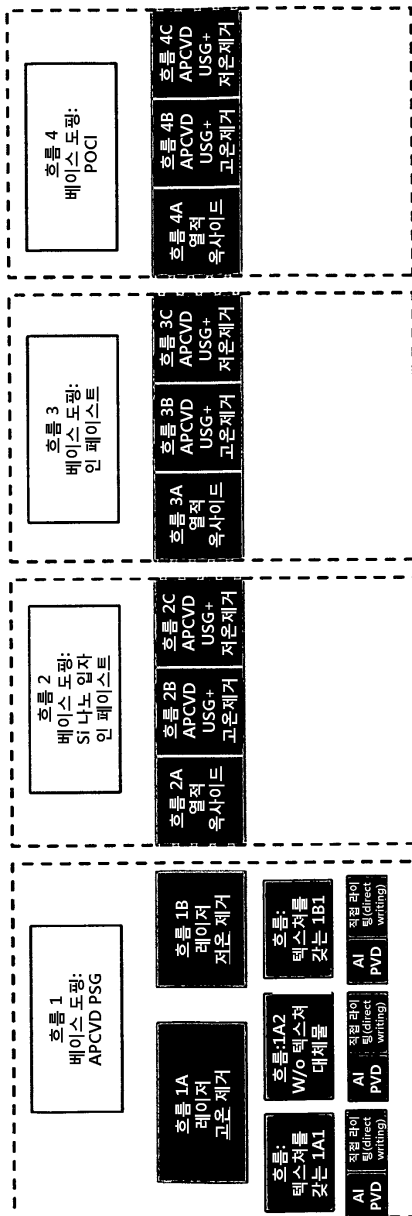 흐름 1
베이스 도핑:
APCVD PSG
흐름 1A
레이저
고온 제거
흐름 1B
레이저
저온 제거
흐름:
텍스처를
갖는 1A1
흐름:1A2
W/o 텍스처
대체물
흐름:
텍스처를
갖는 1B1
Al
PVD
직접 라이
팅(direct
writing)
Al
PVD
직접 라이
팅(direct
writing)
Al
PVD
직접 라이
팅(direct
writing)
흐름 2
베이스 도핑:
Si 나노 입자
인 페이스트
흐름 2A
열적
옥사이드
흐름 2B
APCVD
USG+
고온제거
흐름 2C
APCVD
USG+
저온제거
흐름 3
베이스 도핑:
인 페이스트
흐름 3A
열적
옥사이드
흐름 3B
APCVD
USG+
고온제거
흐름 3C
APCVD
USG+
저온제거
흐름 4
베이스 도핑:
POCl
흐름 4A
열적
옥사이드
흐름 4B
APCVD
USG+
고온제거
흐름 4C
APCVD
USG+
저온제거